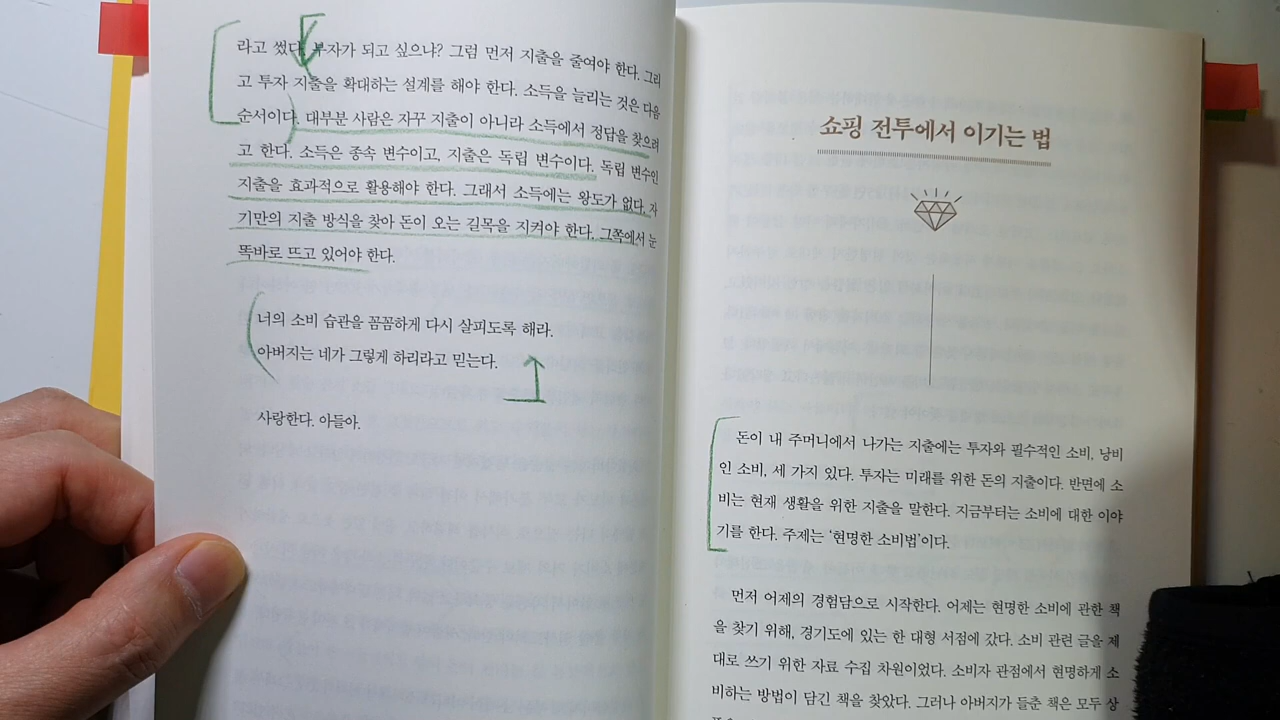 라고 썼다. 부자가 되고 싶으냐? 그럼 먼저 지출을 줄여야 한다. 그리
고 투자 지출을 확대하는 설계를 해야 한다. 소득을 늘리는 것은 다음
순서이다. 대부분 사람은 자꾸 지출이 아니라 소득에서 정답을 찾으려
고 한다. 소득은 종속 변수이고, 지출은 독립 변수이다. 독립 변수인
지출을 효과적으로 활용해야 한다. 그래서 소득에는 왕도가 없다. 자
기만의 지출 방식을 찾아 돈이 오는 길목을 지켜야 한다. 그쪽에서 눈
똑바로 뜨고 있어야 한다.
너의 소비 습관을 꼼꼼하게 다시 살피도록 해라.
아버지는 네가 그렇게 하리라고 믿는다.
사랑한다. 아들아.
쇼핑 전투에서 이기는 법
돈이 내 주머니에서 나가는 지출에는 투자와 필수적인 소비, 낭비
인 소비, 세 가지 있다. 투자는 미래를 위한 돈의 지출이다. 반면에 소
비는 현재 생활을 위한 지출을 말한다. 지금부터는 소비에 대한 이야
기를 한다. 주제는 '현명한 소비법'이다.
먼저 어제의 경험담으로 시작한다. 어제는 현명한 소비에 관한 책
을 찾기 위해, 경기도에 있는 한 대형 서점에 갔다. 소비 관련 글을 제
대로 쓰기 위한 자료 수집 차원이었다. 소비자 관점에서 현명하게 소
비하는 방법이 담긴 책을 찾았다. 그러나 아버지가 들춘 책은 모두 상